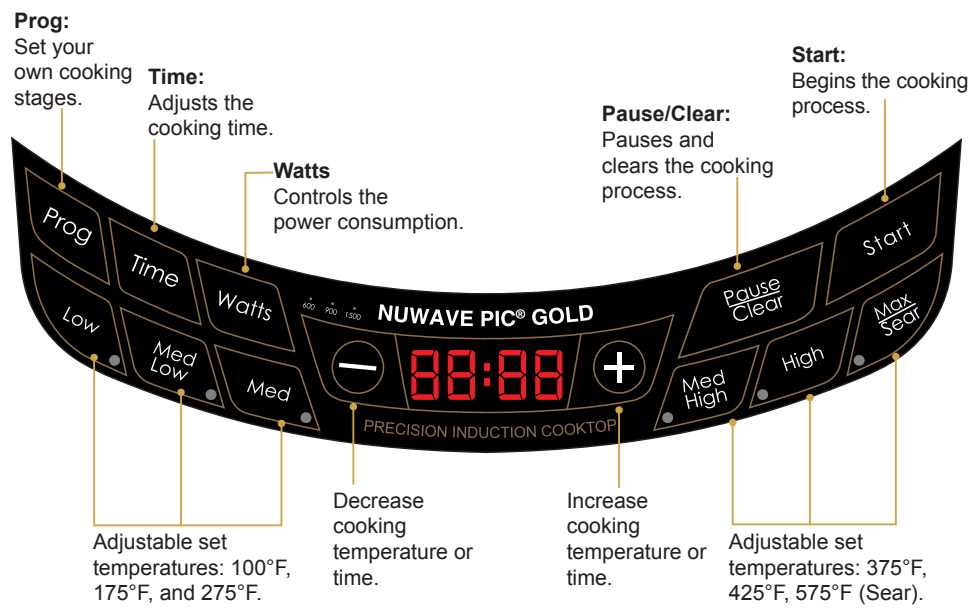 Prog:
Set your
own cooking
stages.
Time:
Adjusts the
cooking time.
Watts
Controls the
power consumption.
Pause/Clear:
Pauses and
clears the cooking
process.
Start:
Begins the cooking
process.
Prog
Time
Watts
600 900 1500
NUWAVE PIC® GOLD
Pause
Clear
Start
Low
Med
Low
Med
88:88
Med
High
High
Max
Sear
PRECISION INDUCTION COOKTOP
Decrease
cooking
temperature or
time.
Increase
cooking
temperature or
time.
Adjustable set
temperatures: 100°F,
175°F, and 275°F.
Adjustable set
temperatures: 375°F,
425°F, 575°F (Sear).